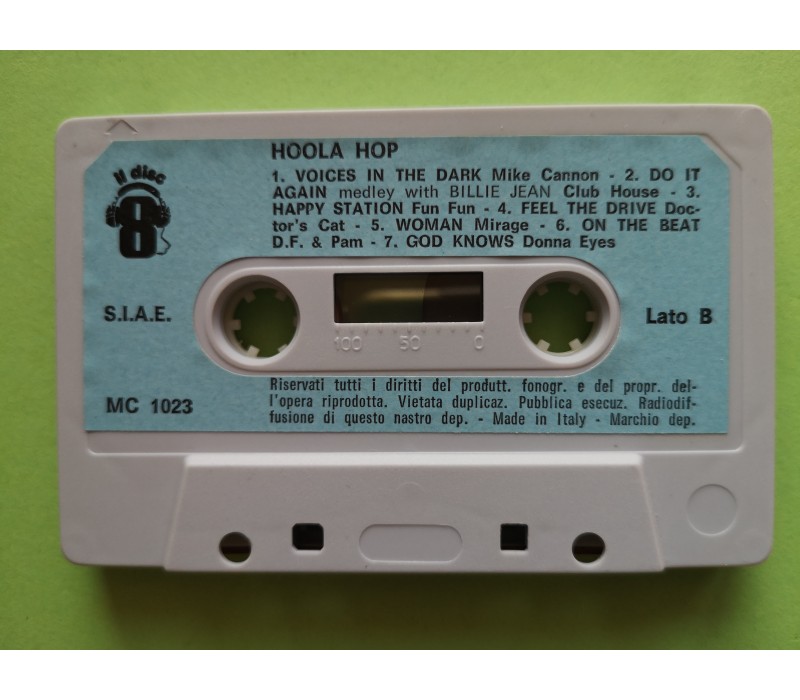 Il disc
8
HOOLA HOP
1. VOICES IN THE DARK Mike Cannon - 2. DO IT
AGAIN medley with BILLIE JEAN Club House - 3.
HAPPY STATION Fun Fun - 4. FEEL THE DRIVE Doc-
tor's Cat - 5. WOMAN Mirage - 6. ON THE BEAT
D.F. & Pam - 7. GOD KNOWS Donna Eyes
S.I.A.E.
Lato B
100 50 0
MC 1023
Riservati tutti i diritti del produtt. fonogr. e del propr. del-
l'opera riprodotta. Vietata duplicaz. Pubblica esecuz. Radiodif-
fusione di questo nastro dep. - Made in Italy - Marchio dep.